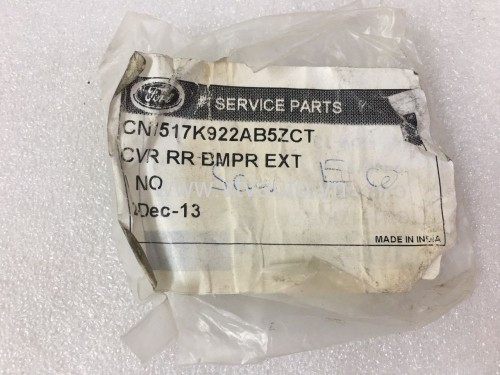 Ford
SERVICE PARTS
CN/517K922AB5ZCT
CVR RR BMPR EXT
NO
Dec-13
MADE IN INDIA